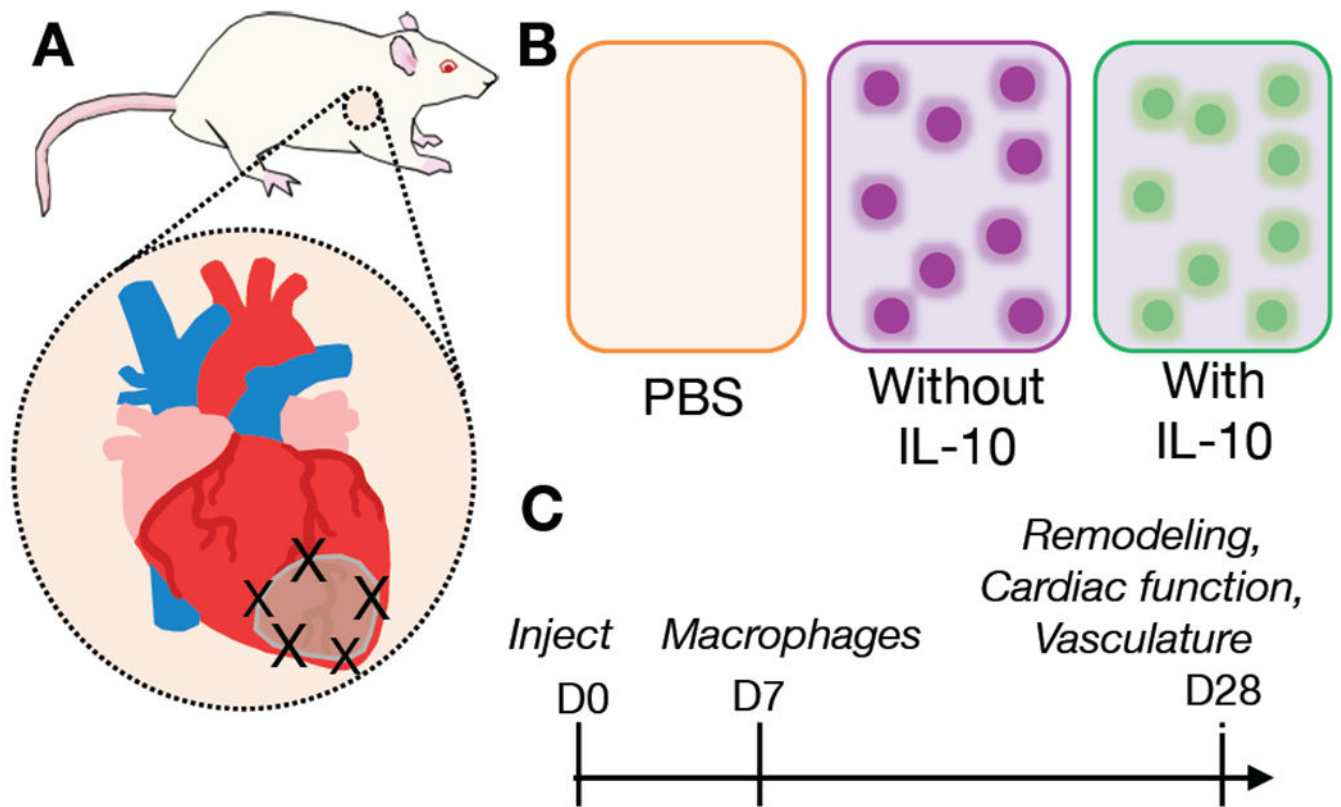 A
X
X
X
X
X
B
PBS
Without
IL-10
With
IL-10
C
Inject
D0
Macrophages
D7
Remodeling,
Cardiac function,
Vasculature
D28